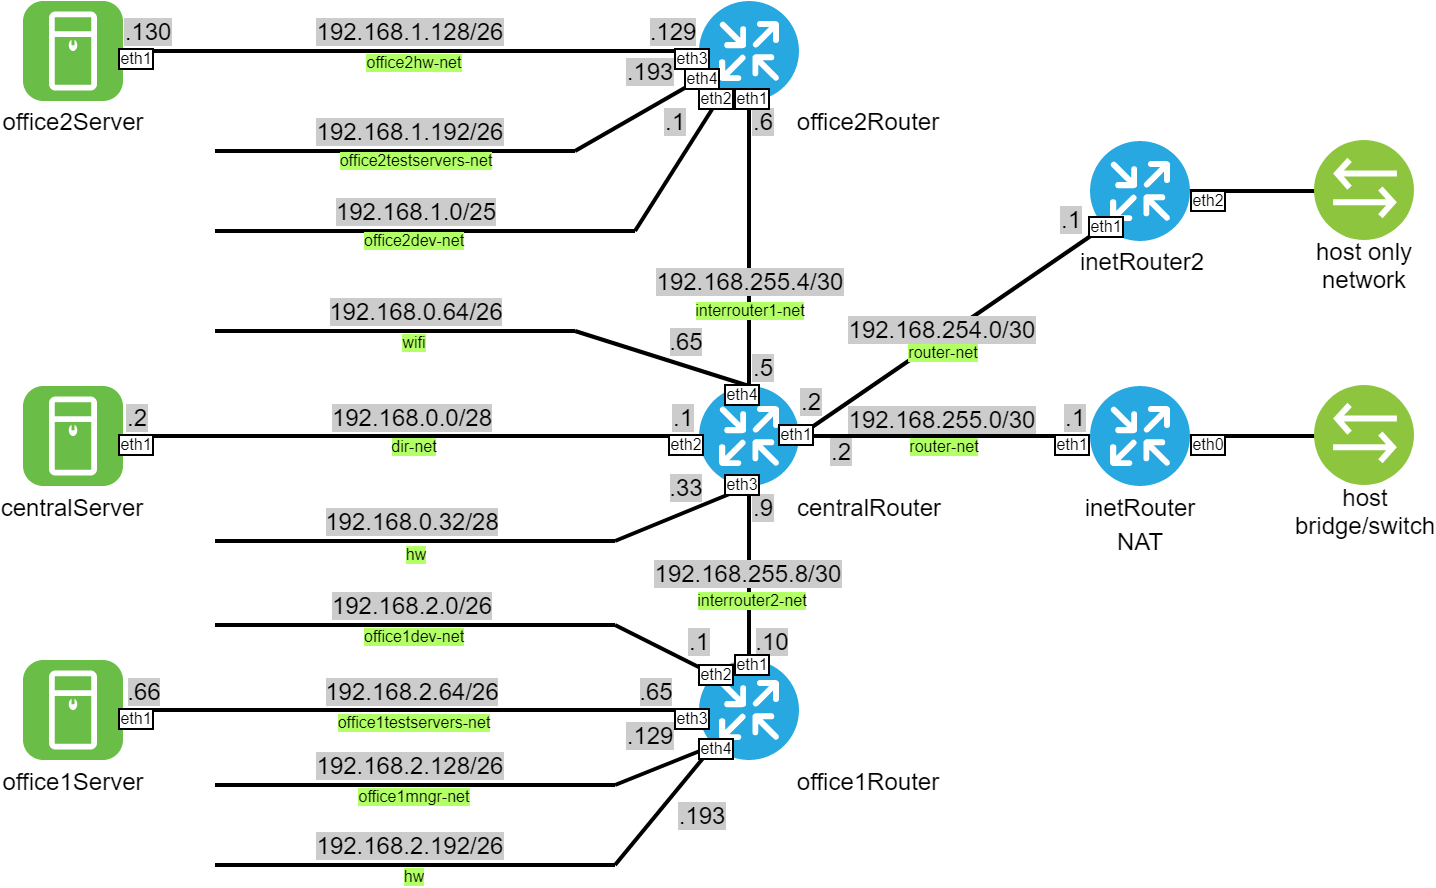 .130
192.168.1.128/26
.129
eth1
office2hw-net
eth3
.193
eth4
eth2
eth1
office2Server
192.168.1.192/26
office2testservers-net
.1
.6
office2Router
192.168.1.0/25
office2dev-net
.1
eth1
eth2
inetRouter2
host only
network
192.168.255.4/30
interrouter1-net
192.168.0.64/26
wifi
.65
192.168.254.0/30
router-net
.5
eth4
.2
192.168.0.0/28
.1
.2
192.168.255.0/30
.1
eth1
dir-net
eth2
eth1
.2
router-net
eth1
eth0
centralServer
.33
eth3
.9
centralRouter
inetRouter
NAT
host
bridge/switch
192.168.0.32/28
hw
192.168.255.8/30
interrouter2-net
192.168.2.0/26
office1dev-net
.1
.10
eth2
eth1
.66
192.168.2.64/26
.65
eth1
office1testservers-net
eth3
.129
eth4
office1Server
192.168.2.128/26
office1mngr-net
office1Router
.193
192.168.2.192/26
hw